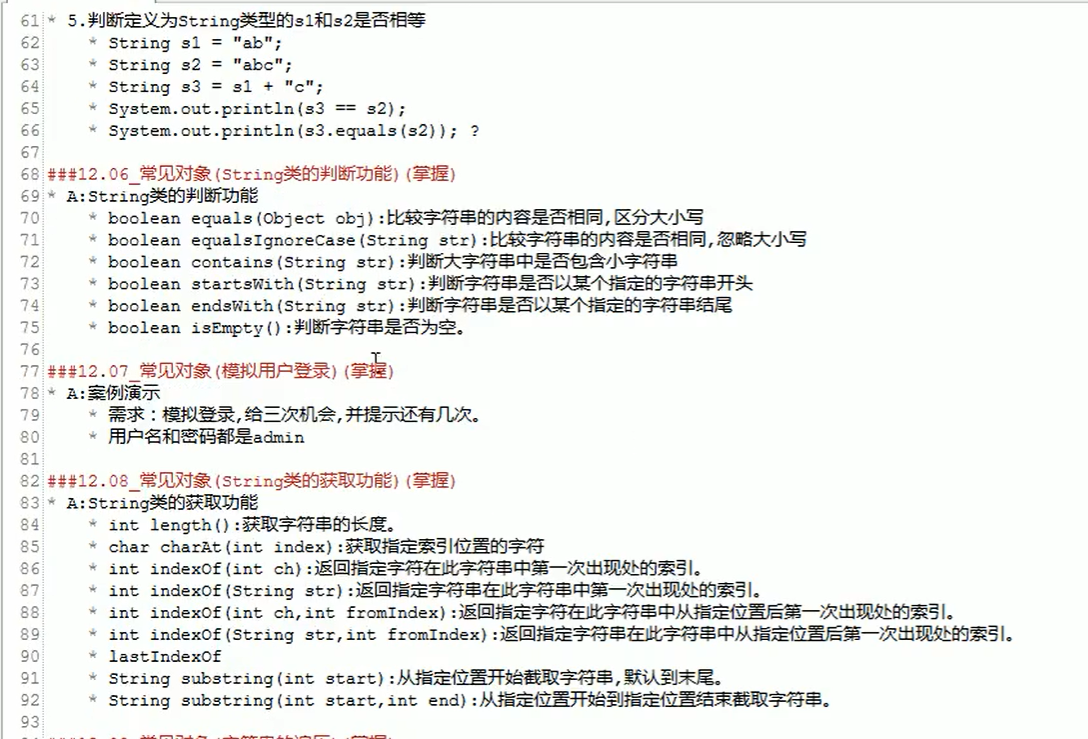 61 * 5.判断定义为String类型的s1和s2是否相等
62 * String s1 = "ab";
63 * String s2 = "abc";
64 * String s3 = s1 + "c";
65 * System.out.println(s3 == s2);
66 * System.out.println(s3.equals(s2)); ?
67
68 ###12.06_常见对象(String类的判断功能)(掌握)
69 * A:String类的判断功能
70 * boolean equals(Object obj):比较字符串的内容是否相同,区分大小写
71 * boolean equalsIgnoreCase(String str):比较字符串的内容是否相同,忽略大小写
72 * boolean contains(String str):判断大字符串中是否包含小字符串
73 * boolean startsWith(String str):判断字符串是否以某个指定的字符串开头
74 * boolean endsWith(String str):判断字符串是否以某个指定的字符串结尾
75 * boolean isEmpty():判断字符串是否为空。
76
77 ###12.07_常见对象(模拟用户登录)(掌握)
78 * A:案例演示
79 * 需求：模拟登录,给三次机会,并提示还有几次。
80 * 用户名和密码都是admin
81
82 ###12.08_常见对象(String类的获取功能)(掌握)
83 * A:String类的获取功能
84 * int length():获取字符串的长度。
85 * char charAt(int index):获取指定索引位置的字符
86 * int indexOf(int ch):返回指定字符在此字符串中第一次出现处的索引。
87 * int indexOf(String str):返回指定字符串在此字符串中第一次出现处的索引。
88 * int indexOf(int ch,int fromIndex):返回指定字符在此字符串中从指定位置后第一次出现处的索引。
89 * int indexOf(String str,int fromIndex):返回指定字符串在此字符串中从指定位置后第一次出现处的索引。
90 * lastIndexOf
91 * String substring(int start):从指定位置开始截取字符串,默认到末尾。
92 * String substring(int start,int end):从指定位置开始到指定位置结束截取字符串。
93